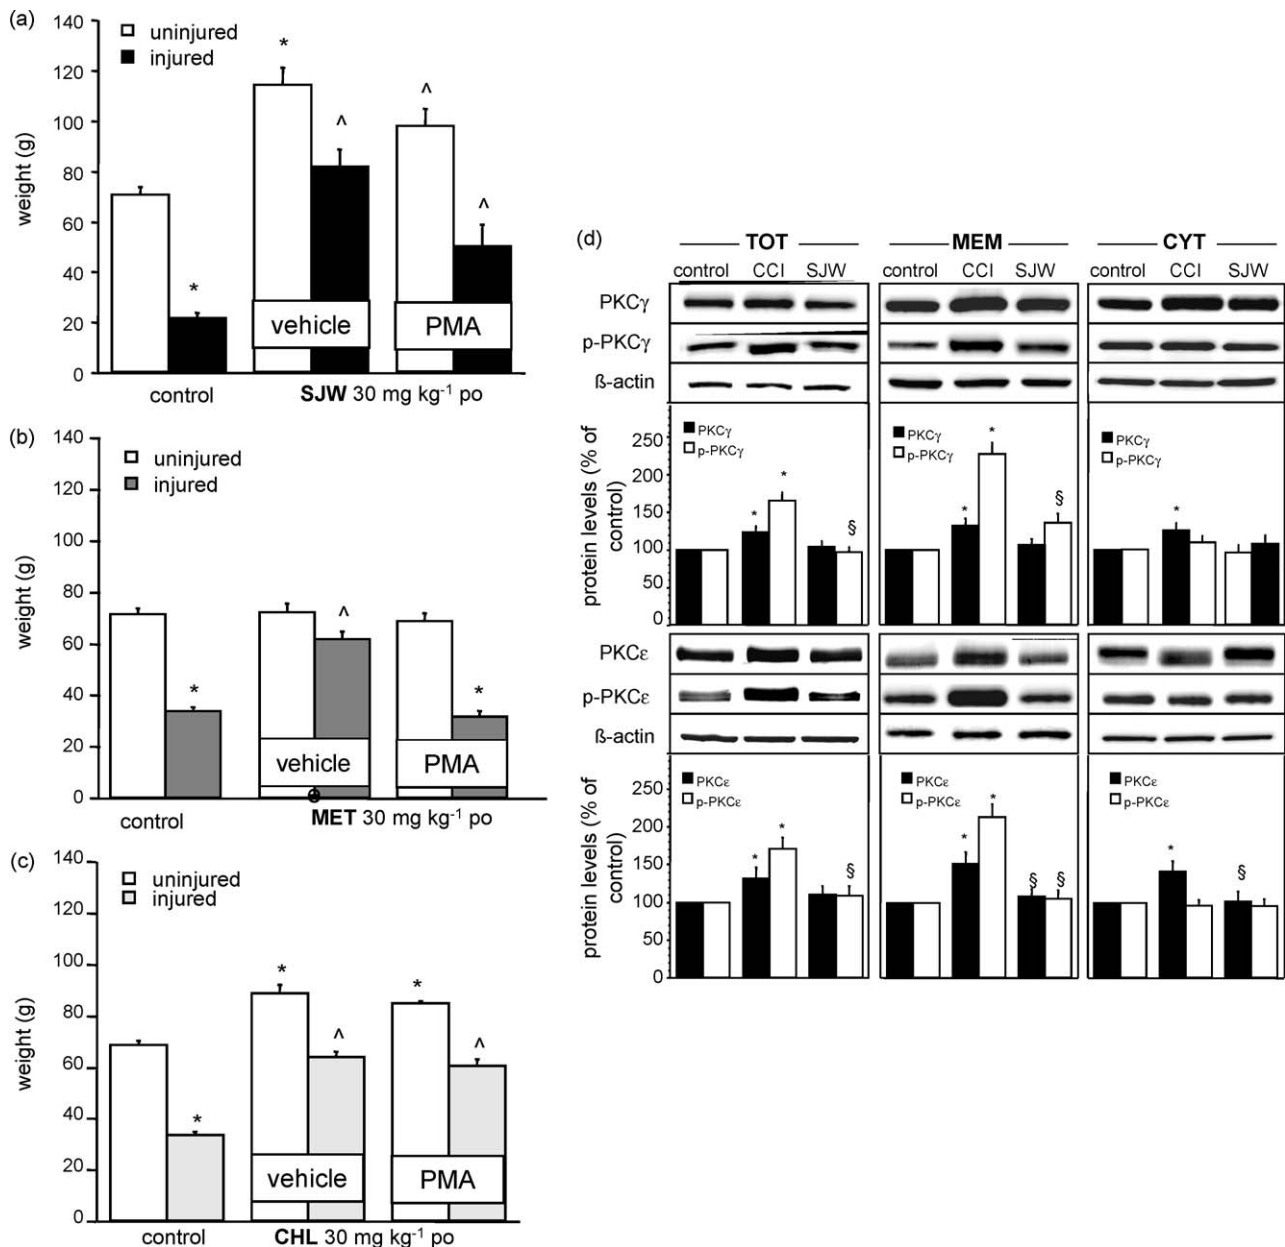 (a)
140
120
100
80
60
40
20
0
weight (g)
uninjured
injured
*
*
^
^
^
vehicle
PMA
control
SJW 30 mg kg-1 po
(b)
140
120
100
80
60
40
20
0
weight (g)
uninjured
injured
*
^
*
vehicle
PMA
control
MET 30 mg kg-1 po
(c)
140
120
100
80
60
40
20
0
weight (g)
uninjured
injured
*
*
^
*
^
vehicle
PMA
control
CHL 30 mg kg-1 po
(d)
TOT MEM CYT
control CCI SJW control CCI SJW control CCI SJW
PKCγ
p-PKCγ
ß-actin
protein levels (% of
control)
250
200
150
100
50
0
PKCγ
p-PKCγ
*
*
§
PKCγ
p-PKCγ
*
*
§
PKCγ
p-PKCγ
*
PKCε
p-PKCε
ß-actin
protein levels (% of
control)
250
200
150
100
50
0
PKCε
p-PKCε
*
*
§
PKCε
p-PKCε
*
*
§
§
PKCε
p-PKCε
*
§